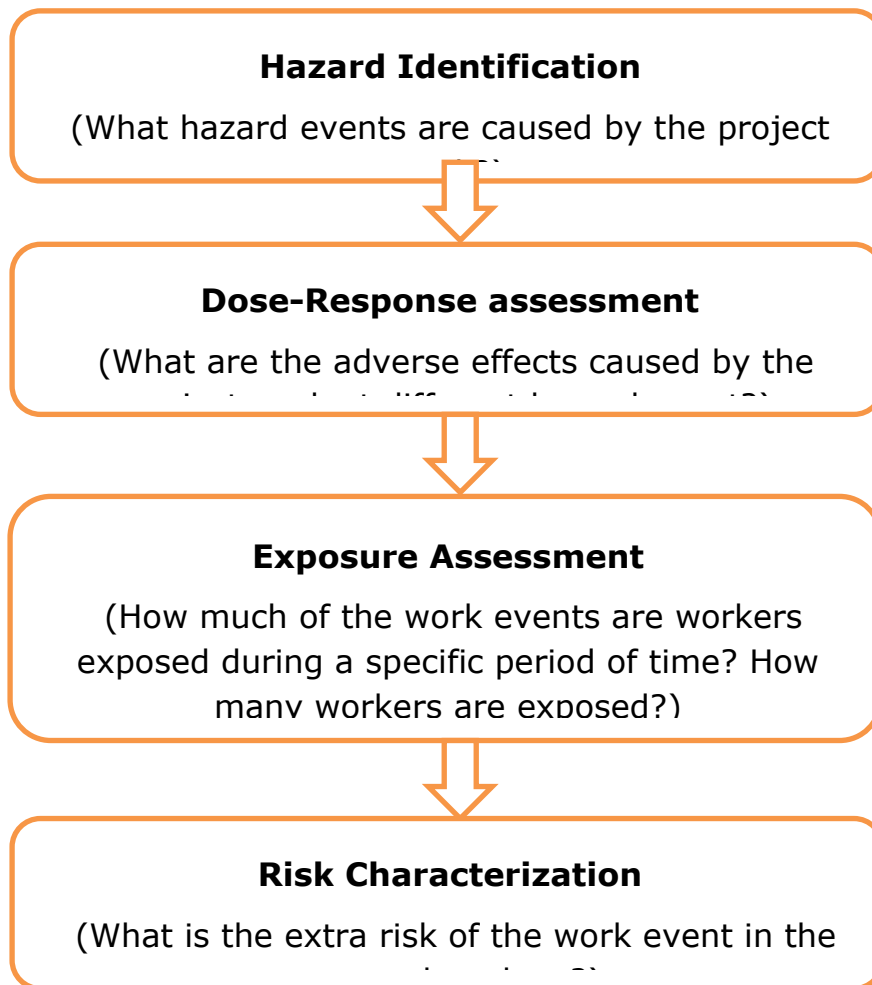 Hazard Identification
(What hazard events are caused by the project
Dose-Response assessment
(What are the adverse effects caused by the
Exposure Assessment
(How much of the work events are workers
exposed during a specific period of time? How
many workers are exposed?)
Risk Characterization
(What is the extra risk of the work event in the